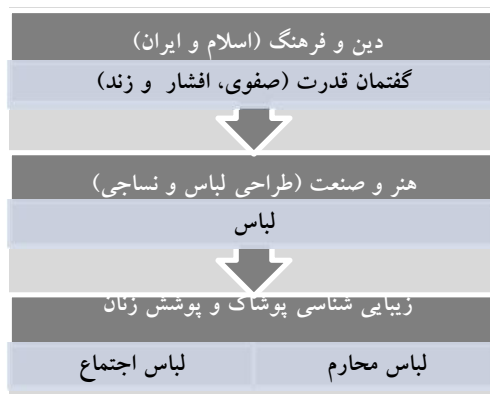 دین و فرهنگ (اسلام و ایران)
گفتمان قدرت (صفوی، افشار و زند)
هنر و صنعت (طراحی لباس و نساجی)
لباس
زیبایی شناسی پوشاک و پوشش زنان
لباس محارم
لباس اجتماع